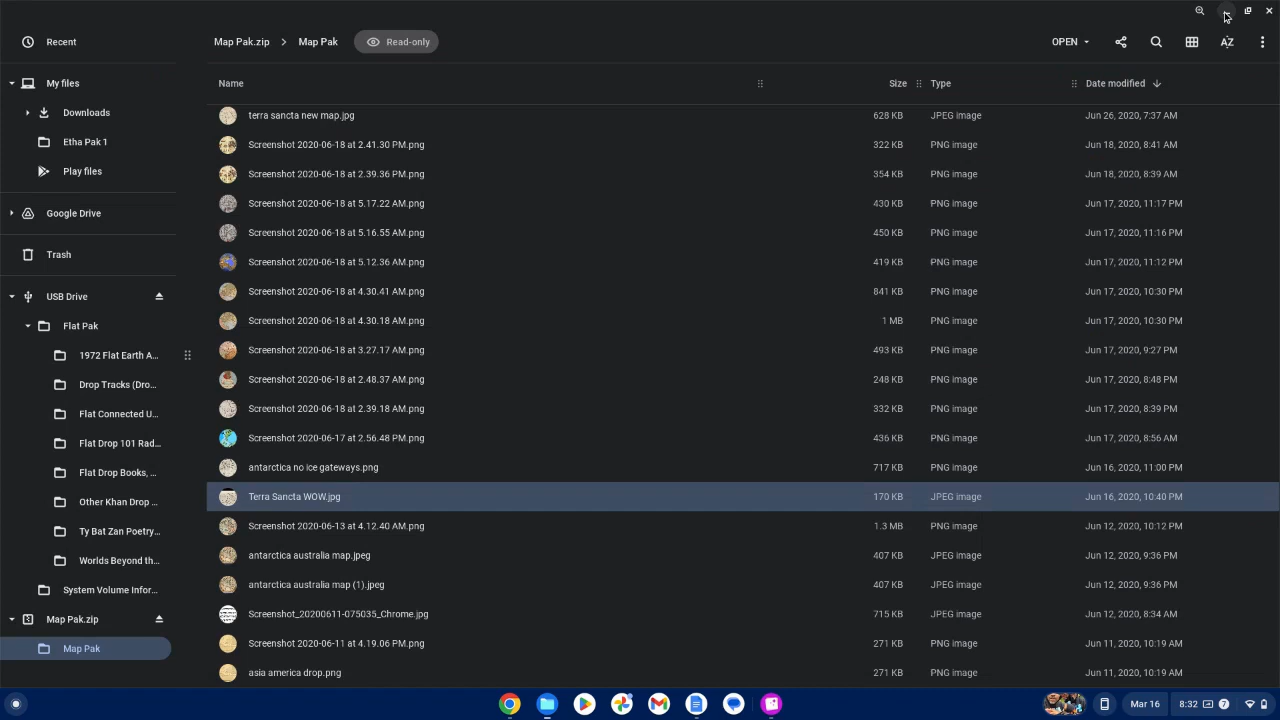 Recent
Map Pak.zip Map Pak Read-only OPEN AZ
My files
Name Size Type Date modified
Downloads
terra sancta new map.jpg 628 KB JPEG image Jun 26, 2020, 7:37 AM
Etha Pak 1
Screenshot 2020-06-18 at 2.41.30 PM.png 322 KB PNG image Jun 18, 2020, 8:41 AM
Play files
Screenshot 2020-06-18 at 2.39.36 PM.png 354 KB PNG image Jun 18, 2020, 8:39 AM
Google Drive
Screenshot 2020-06-18 at 5.17.22 AM.png 430 KB PNG image Jun 17, 2020, 11:17 PM
Screenshot 2020-06-18 at 5.16.55 AM.png 450 KB PNG image Jun 17, 2020, 11:16 PM
Trash
Screenshot 2020-06-18 at 5.12.36 AM.png 419 KB PNG image Jun 17, 2020, 11:12 PM
USB Drive
Screenshot 2020-06-18 at 4.30.41 AM.png 841 KB PNG image Jun 17, 2020, 10:30 PM
Flat Pak
Screenshot 2020-06-18 at 4.30.18 AM.png 1 MB PNG image Jun 17, 2020, 10:30 PM
1972 Flat Earth A...
Screenshot 2020-06-18 at 3.27.17 AM.png 493 KB PNG image Jun 17, 2020, 9:27 PM
Drop Tracks (Dro...
Screenshot 2020-06-18 at 2.48.37 AM.png 248 KB PNG image Jun 17, 2020, 8:48 PM
Flat Connected U...
Screenshot 2020-06-18 at 2.39.18 AM.png 332 KB PNG image Jun 17, 2020, 8:39 PM
Flat Drop 101 Rad...
Screenshot 2020-06-17 at 2.56.48 PM.png 436 KB PNG image Jun 17, 2020, 8:56 AM
Flat Drop Books, ...
antarctica no ice gateways.png 717 KB PNG image Jun 16, 2020, 11:00 PM
Other Khan Drop ...
Terra Sancta WOW.jpg 170 KB JPEG image Jun 16, 2020, 10:40 PM
Ty Bat Zan Poetry...
Screenshot 2020-06-13 at 4.12.40 AM.png 1.3 MB PNG image Jun 12, 2020, 10:12 PM
Worlds Beyond th...
antarctica australia map.jpeg 407 KB JPEG image Jun 12, 2020, 9:36 PM
System Volume Infor...
antarctica australia map (1).jpeg 407 KB JPEG image Jun 12, 2020, 9:36 PM
Map Pak.zip
Screenshot_20200611-075035_Chrome.jpg 715 KB JPEG image Jun 12, 2020, 8:34 AM
Map Pak
Screenshot 2020-06-11 at 4.19.06 PM.png 271 KB PNG image Jun 11, 2020, 10:19 AM
asia america drop.png 271 KB PNG image Jun 11, 2020, 10:19 AM
Mar 16 8:32 7